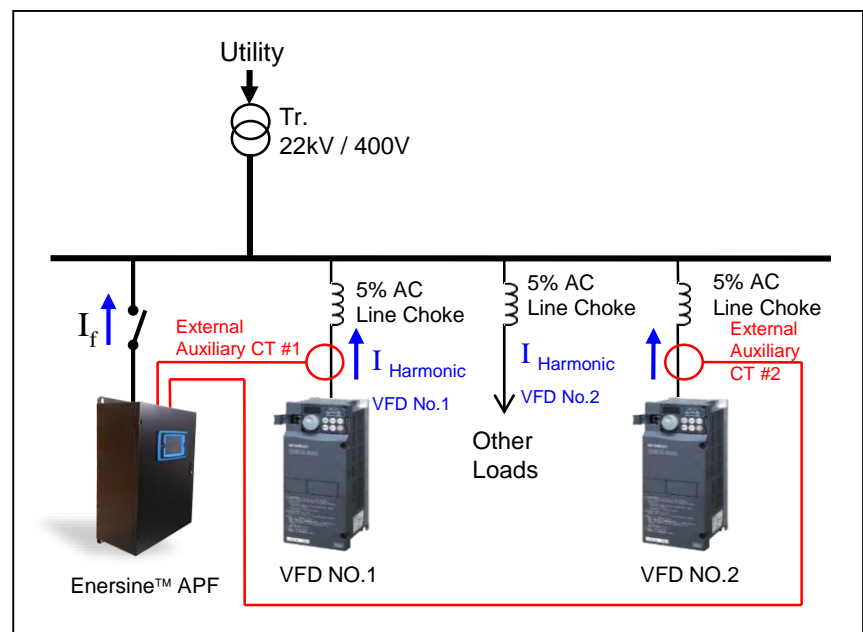 Utility
Tr.
22kV / 400V
5% AC
Line Choke
5% AC
Line Choke
5% AC
Line Choke
I_f
External
Auxiliary CT #1
I Harmonic
VFD No.1
I Harmonic
VFD No.2
External
Auxiliary
CT #2
Other
Loads
Enersine™ APF
VFD NO.1
VFD NO.2